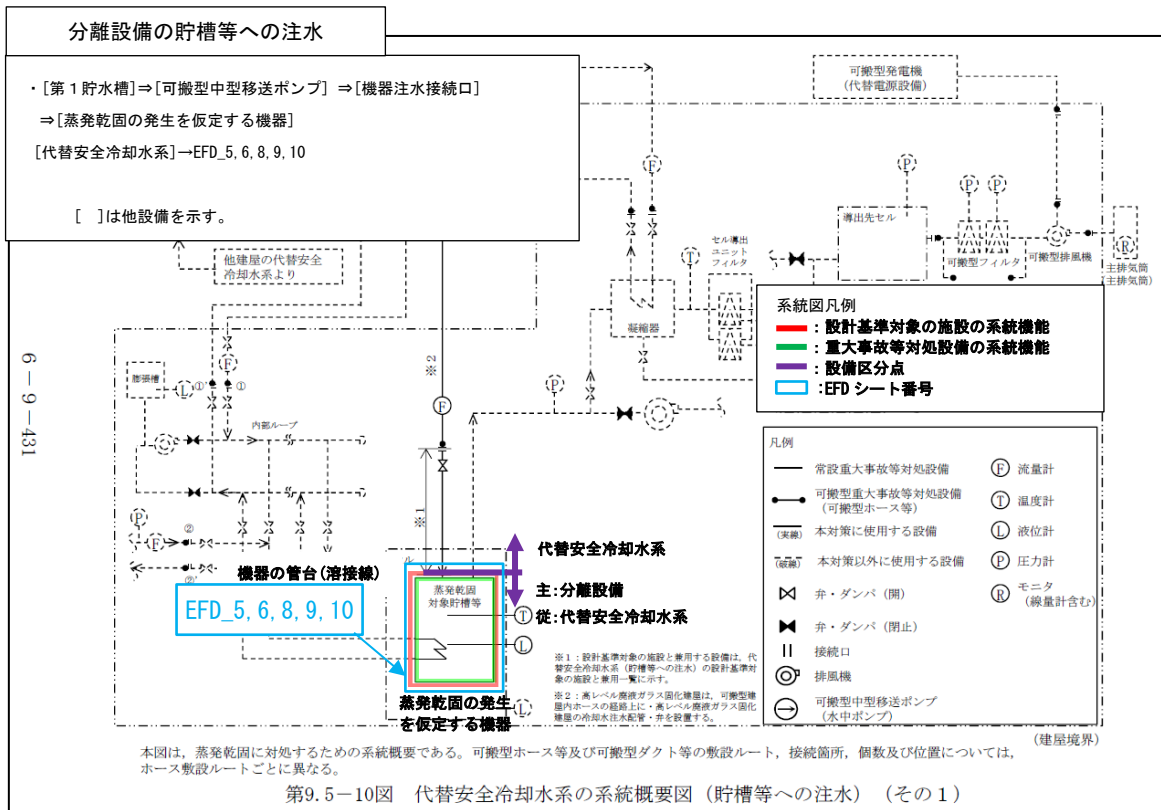 分離設備の貯槽等への注水
・[第１貯水槽]⇒[可搬型中型移送ポンプ] ⇒[機器注水接続口]
⇒[蒸発乾固の発生を仮定する機器]
[代替安全冷却水系]→EFD_5, 6, 8, 9, 10
[　]は他設備を示す。
可搬型発電機
(代替電源設備)
F
P
P
P
導出先セル
可搬型フィルタ
可搬型排風機
R
主排気筒
(主排気筒)
他建屋の代替安全
冷却水系より
セル導出
ユニット
フィルタ
T
凝縮器
系統図凡例
：設計基準対象の施設の系統機能
：重大事故等対処設備の系統機能
：設備区分点
：EFD シート番号
6－9－431
膨張槽
L
①'
F
①
※2
F
P
内部ループ
P
F
②
②'
※1
凡例
常設重大事故等対処設備
可搬型重大事故等対処設備
(可搬型ホース等)
(実線)
本対策に使用する設備
(破線)
本対策以外に使用する設備
弁・ダンパ（開）
弁・ダンパ（閉止）
接続口
排風機
可搬型中型移送ポンプ
(水中ポンプ)
F 流量計
T 温度計
L 液位計
P 圧力計
R モニタ
(線量計含む)
機器の管台(溶接線)
ル
代替安全冷却水系
主:分離設備
従:代替安全冷却水系
EFD_5, 6, 8, 9, 10
蒸発乾固
対象貯槽等
T
L
L
蒸発乾固の発生
を仮定する機器
※1：設計基準対象の施設と兼用する設備は、代
替安全冷却水系（貯槽等への注水）の設計基準対
象の施設と兼用一覧に示す。
※2：高レベル廃液ガラス固化建屋は、可搬型建
屋内ホースの経路上に・高レベル廃液ガラス固化
建屋の冷却水注水配管・弁を設置する。
(建屋境界)
本図は，蒸発乾固に対処するための系統概要である。可搬型ホース等及び可搬型ダクト等の敷設ルート，接続箇所，個数及び位置については，
ホース敷設ルートごとに異なる。
第9.5－10図　代替安全冷却水系の系統概要図（貯槽等への注水）（その１）